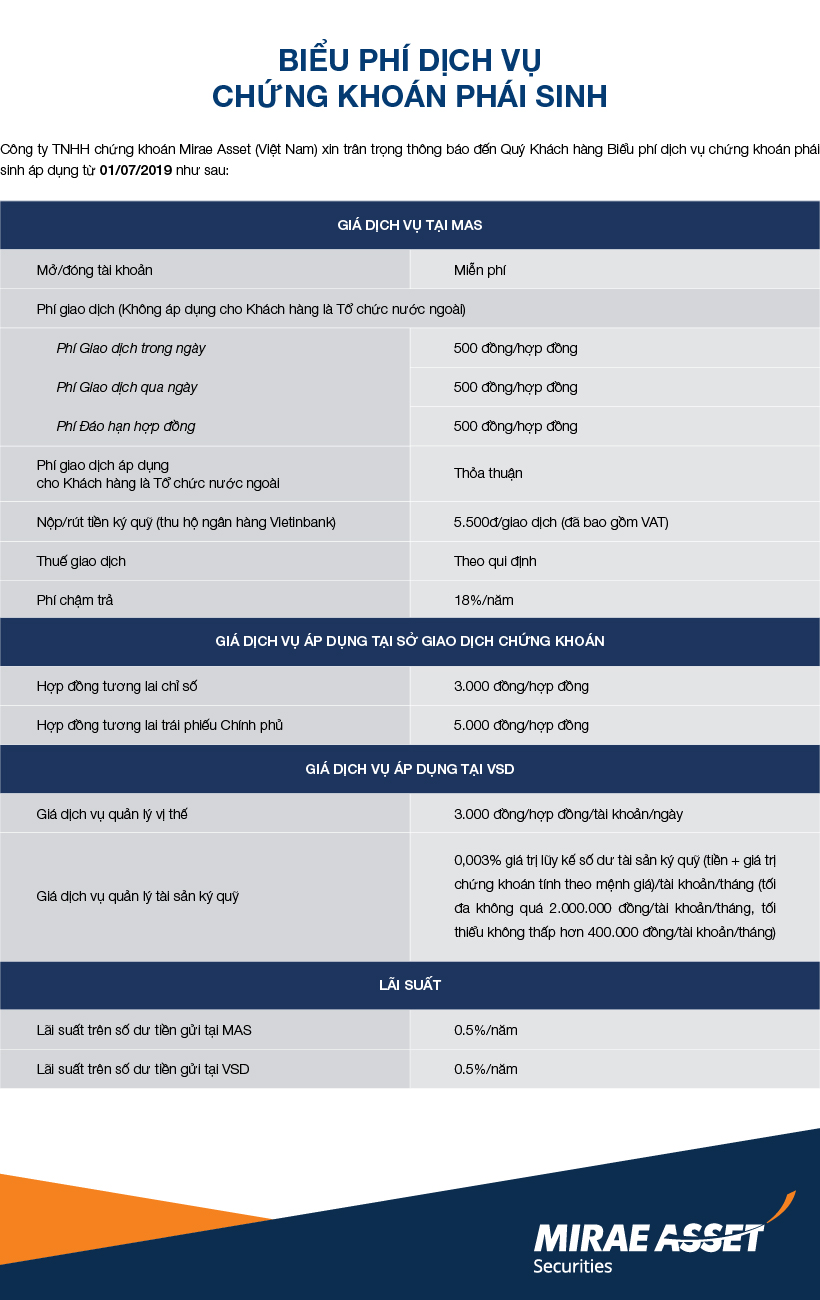 BIỂU PHÍ DỊCH VỤ
CHỨNG KHOÁN PHÁI SINH
Công ty TNHH chứng khoán Mirae Asset (Việt Nam) xin trân trọng thông báo đến Quý Khách hàng Biểu phí dịch vụ chứng khoán phái
sinh áp dụng từ 01/07/2019 như sau:
GIÁ DỊCH VỤ TẠI MAS
Mở/đóng tài khoản
Miễn phí
Phí giao dịch (Không áp dụng cho Khách hàng là Tổ chức nước ngoài)
Phí Giao dịch trong ngày
500 đồng/hợp đồng
Phí Giao dịch qua ngày
500 đồng/hợp đồng
Phí Đáo hạn hợp đồng
500 đồng/hợp đồng
Phí giao dịch áp dụng
cho Khách hàng là Tổ chức nước ngoài
Thỏa thuận
Nộp/rút tiền ký quỹ (thu hộ ngân hàng Vietinbank)
5.500đ/giao dịch (đã bao gồm VAT)
Thuế giao dịch
Theo qui định
Phí chậm trả
18%/năm
GIÁ DỊCH VỤ ÁP DỤNG TẠI SỞ GIAO DỊCH CHỨNG KHOÁN
Hợp đồng tương lai chỉ số
3.000 đồng/hợp đồng
Hợp đồng tương lai trái phiếu Chính phủ
5.000 đồng/hợp đồng
GIÁ DỊCH VỤ ÁP DỤNG TẠI VSD
Giá dịch vụ quản lý vị thế
3.000 đồng/hợp đồng/tài khoản/ngày
Giá dịch vụ quản lý tài sản ký quỹ
0,003% giá trị lũy kế số dư tài sản ký quỹ (tiền + giá trị
chứng khoán tính theo mệnh giá)/tài khoản/tháng (tối
đa không quá 2.000.000 đồng/tài khoản/tháng, tối
thiểu không thấp hơn 400.000 đồng/tài khoản/tháng)
LÃI SUẤT
Lãi suất trên số dư tiền gửi tại MAS
0.5%/năm
Lãi suất trên số dư tiền gửi tại VSD
0.5%/năm
MIRAE ASSET
Securities